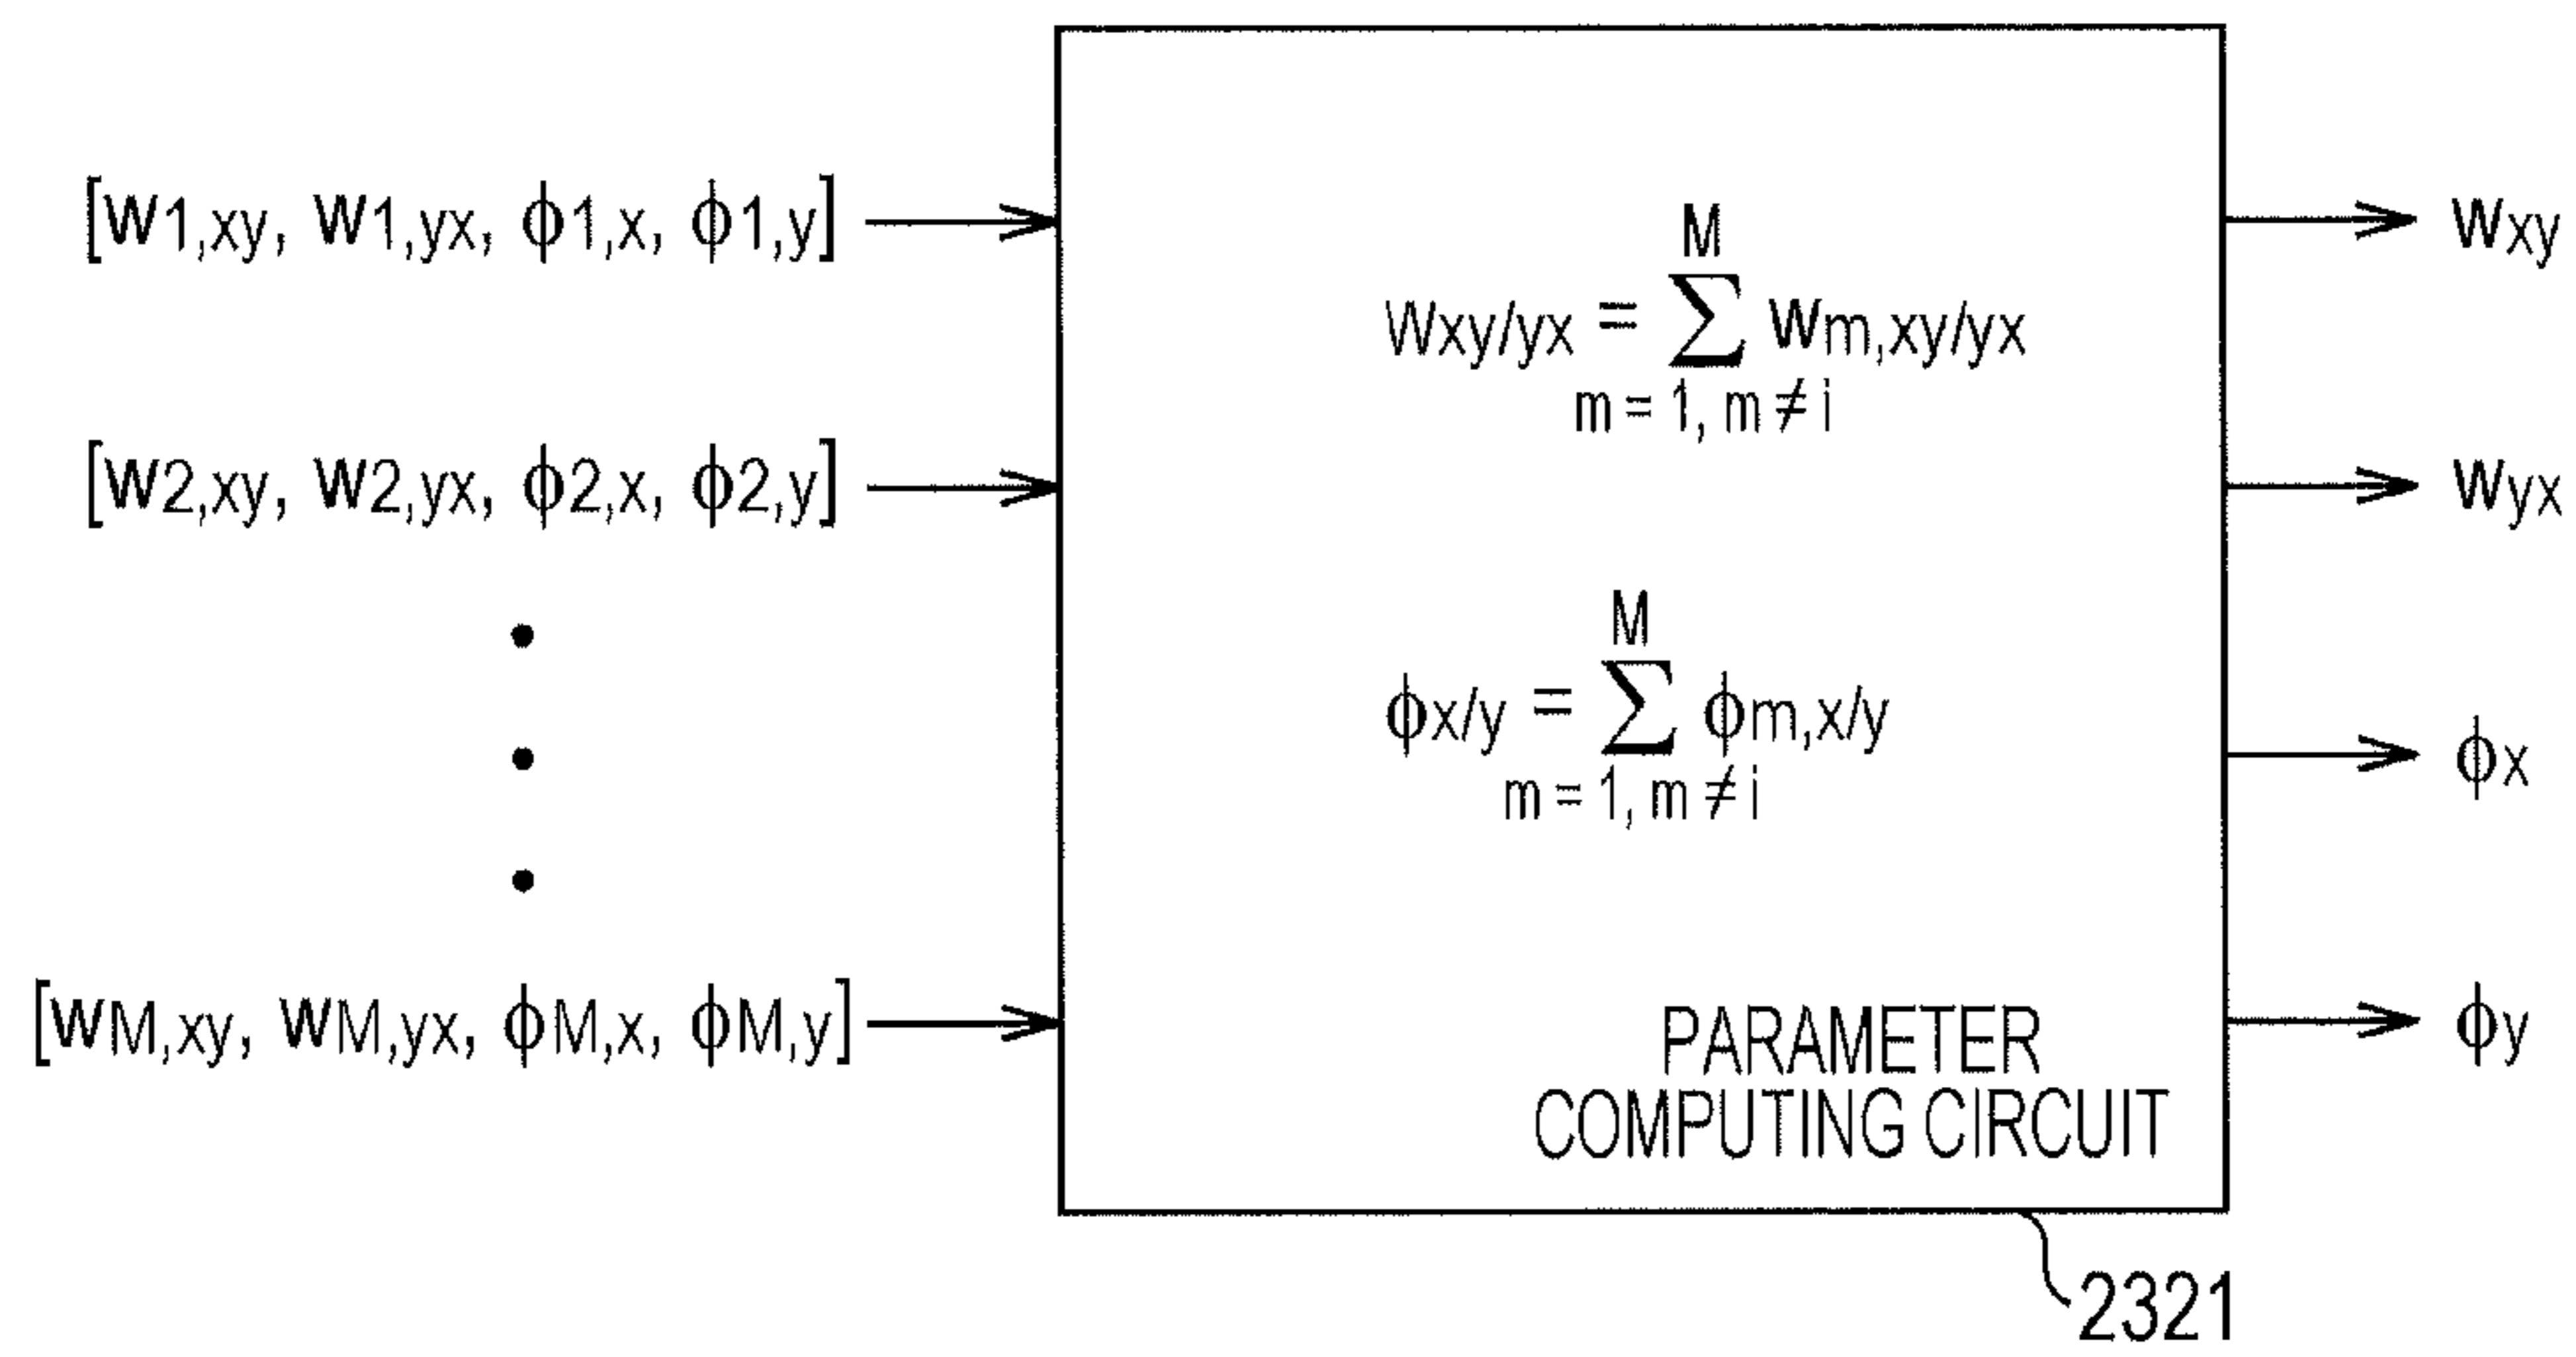 [W1,xy, W1,yx, ϕ1,x, ϕ1,y]
[W2,xy, W2,yx, ϕ2,x, ϕ2,y]
[WM,xy, WM,yx, ϕM,x, ϕM,y]
M
Wxy/yx = ∑ Wm,xy/yx
m = 1, m ≠ i
M
ϕx/y = ∑ ϕm,x/y
m = 1, m ≠ i
PARAMETER
COMPUTING CIRCUIT
Wxy
Wyx
ϕx
ϕy
2321